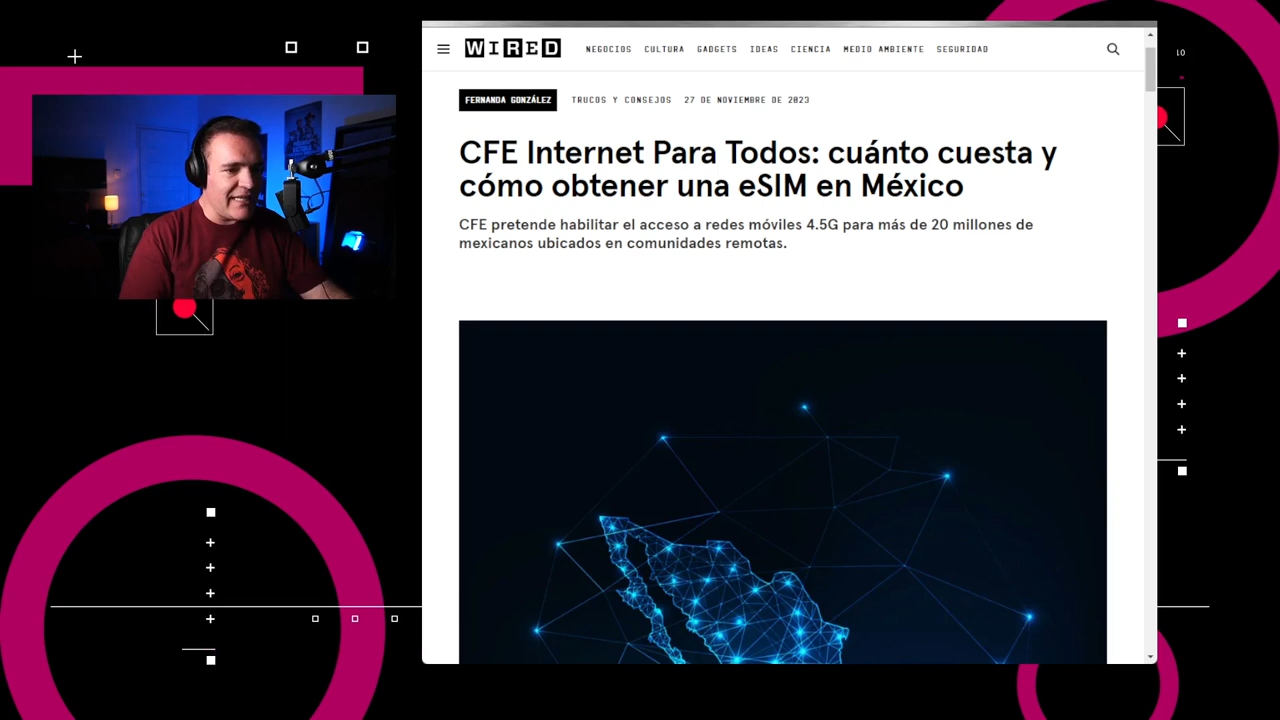 WIRED
NEGOCIOS CULTURA GADGETS IDEAS CIENCIA MEDIO AMBIENTE SEGURIDAD
10
FERNANDA GONZÁLEZ TRUCOS Y CONSEJOS 27 DE NOVIEMBRE DE 2023
CFE Internet Para Todos: cuánto cuesta y
cómo obtener una eSIM en México
CFE pretende habilitar el acceso a redes móviles 4.5G para más de 20 millones de
mexicanos ubicados en comunidades remotas.